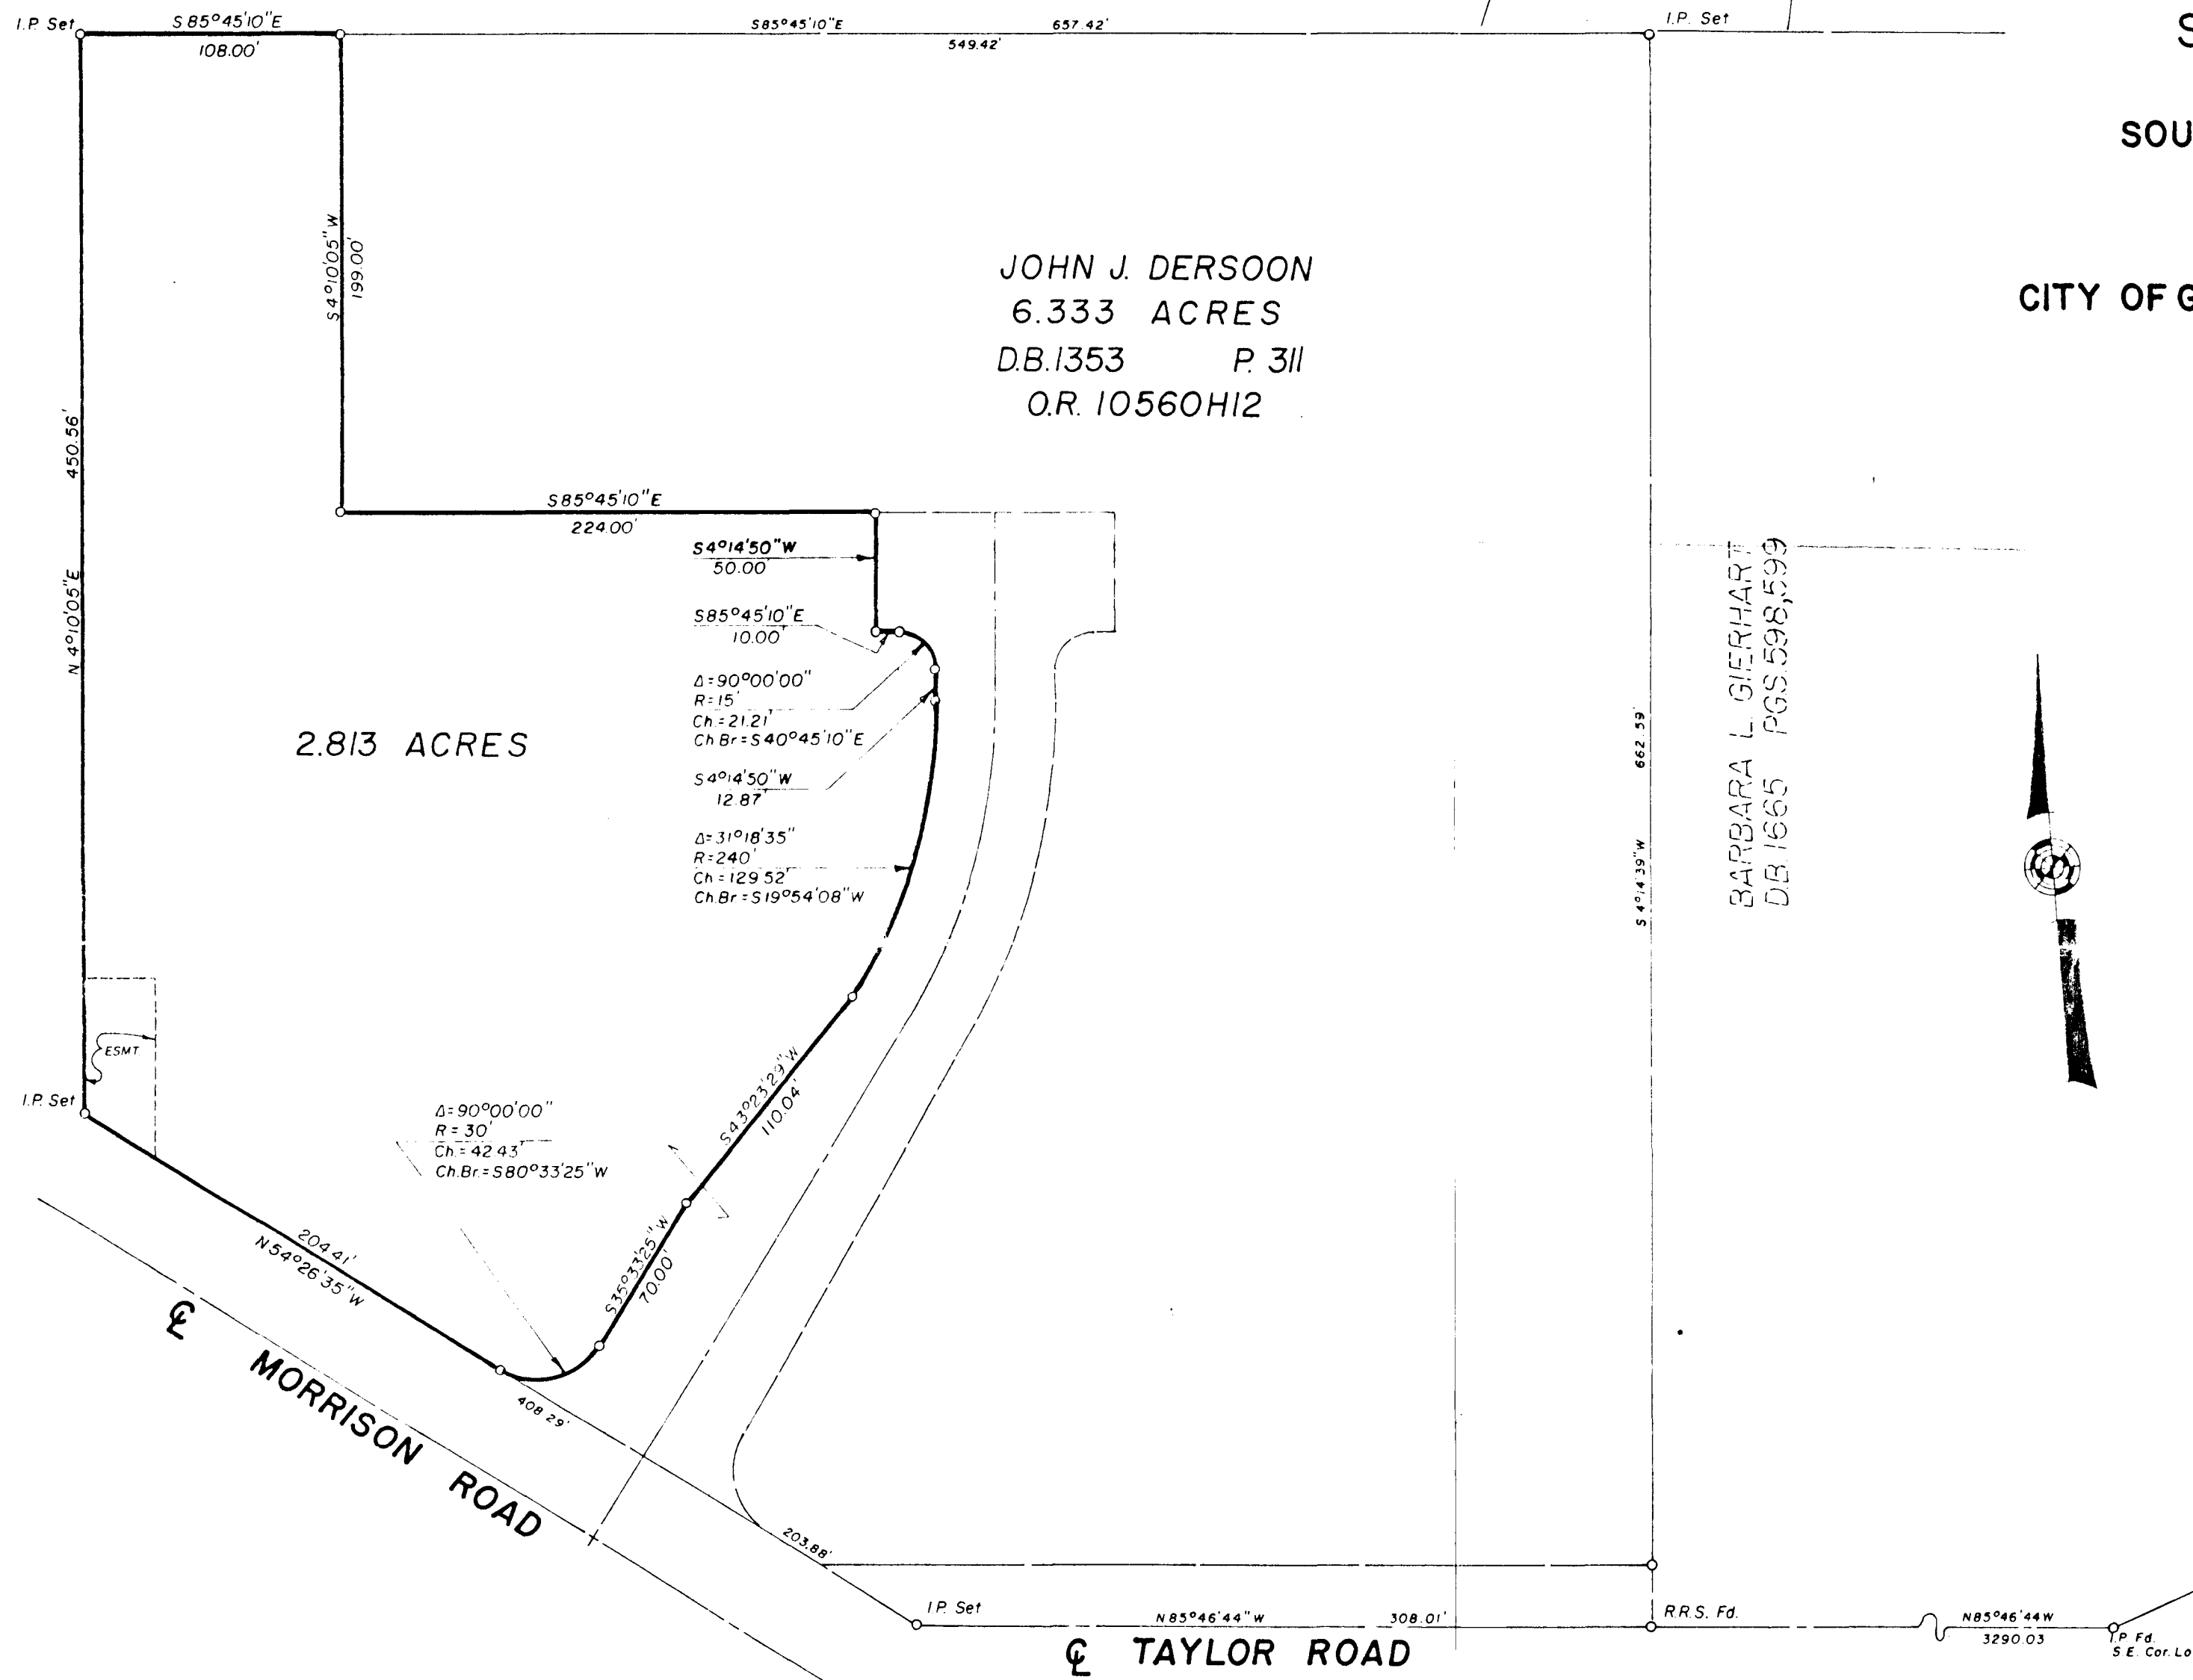 I.P. Set
S85°45'10"E
108.00'
S85°45'10"E 657.42'
549.42'
I.P. Set
S
SOU
CITY OF G
S4°10'05"W
199.00'
JOHN J. DERSOON
6.333 ACRES
D.B.1353 P. 311
O.R. 10560H12
N4°10'05"E 450.56'
S85°45'10"E
224.00'
S4°14'50"W
50.00'
S85°45'10"E
10.00'
Δ=90°00'00"
R=15'
Ch.=21.21'
Ch.Br=S40°45'10"E
S4°14'50"W
12.87'
Δ=31°18'35"
R=240'
Ch=129.52'
Ch.Br=S19°54'08"W
2.813 ACRES
S4°14'39"W 662.59'
BARBARA L. GIERHART
D.B.1665 PGS.598,599
ESMT.
I.P. Set
Δ=90°00'00"
R=30'
Ch.=42.43'
Ch.Br.=S80°33'25"W
S43°23'29"W
110.04'
S35°33'25"W
70.00'
204.41'
N54°26'35"W
408.29'
203.88'
℄ MORRISON ROAD
I.P. Set
N85°46'44"W 308.01'
R.R.S. Fd.
N85°46'44W
3290.03
I.P. Fd.
S.E. Cor. Lo
℄ TAYLOR ROAD